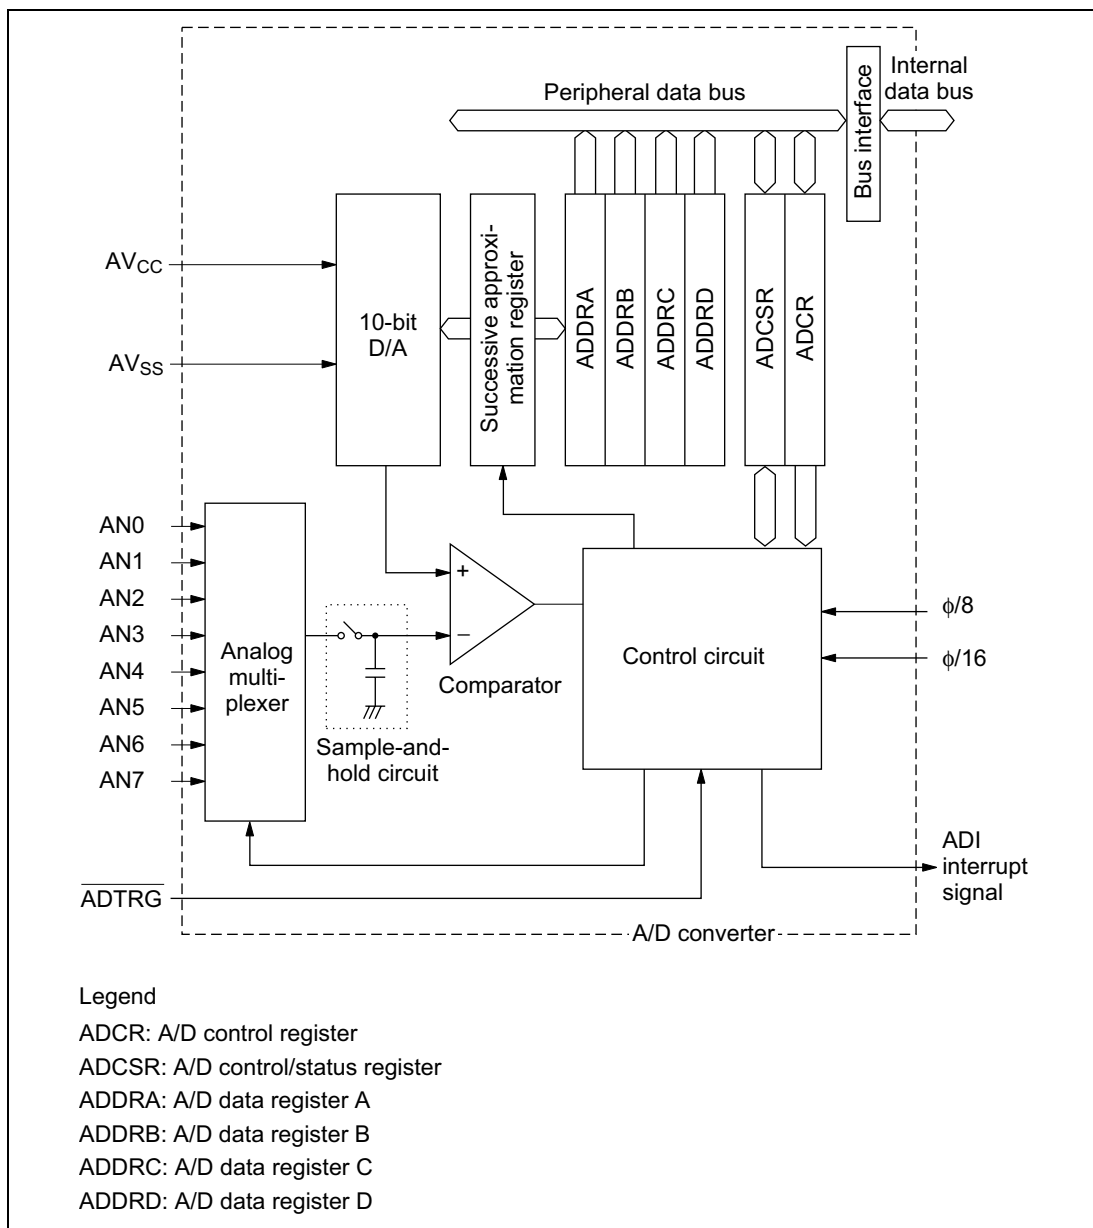 Peripheral data bus
Bus interface
Internal
data bus
AVCC
AVSS
10-bit
D/A
Successive approxi-
mation register
ADDRA
ADDRB
ADDRC
ADDRD
ADCSR
ADCR
AN0
AN1
AN2
AN3
AN4
AN5
AN6
AN7
Analog
multi-
plexer
Sample-and-
hold circuit
+
−
Comparator
Control circuit
ϕ/8
ϕ/16
ADTRG
ADI
interrupt
signal
A/D converter
Legend
ADCR: A/D control register
ADCSR: A/D control/status register
ADDRA: A/D data register A
ADDRB: A/D data register B
ADDRC: A/D data register C
ADDRD: A/D data register D